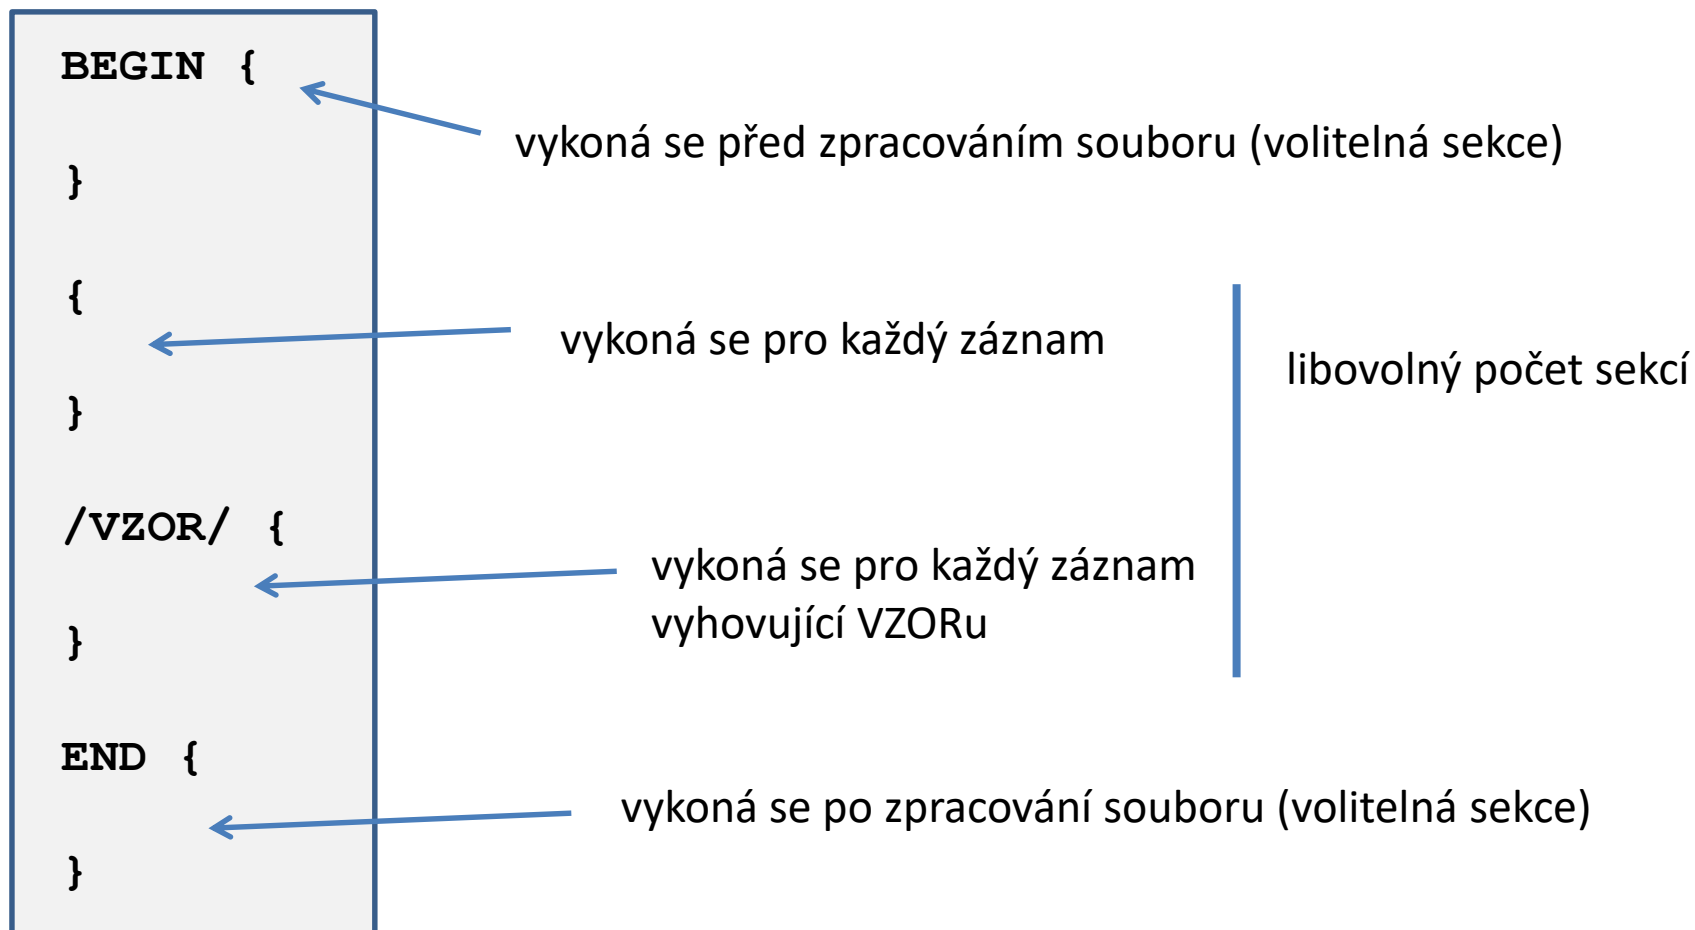 BEGIN {
vykoná se před zpracováním souboru (volitelná sekce)
}
{
vykoná se pro každý záznam
libovolný počet sekcí
}
/VZOR/ {
vykoná se pro každý záznam
vyhovující VZORu
}
END {
vykoná se po zpracování souboru (volitelná sekce)
}